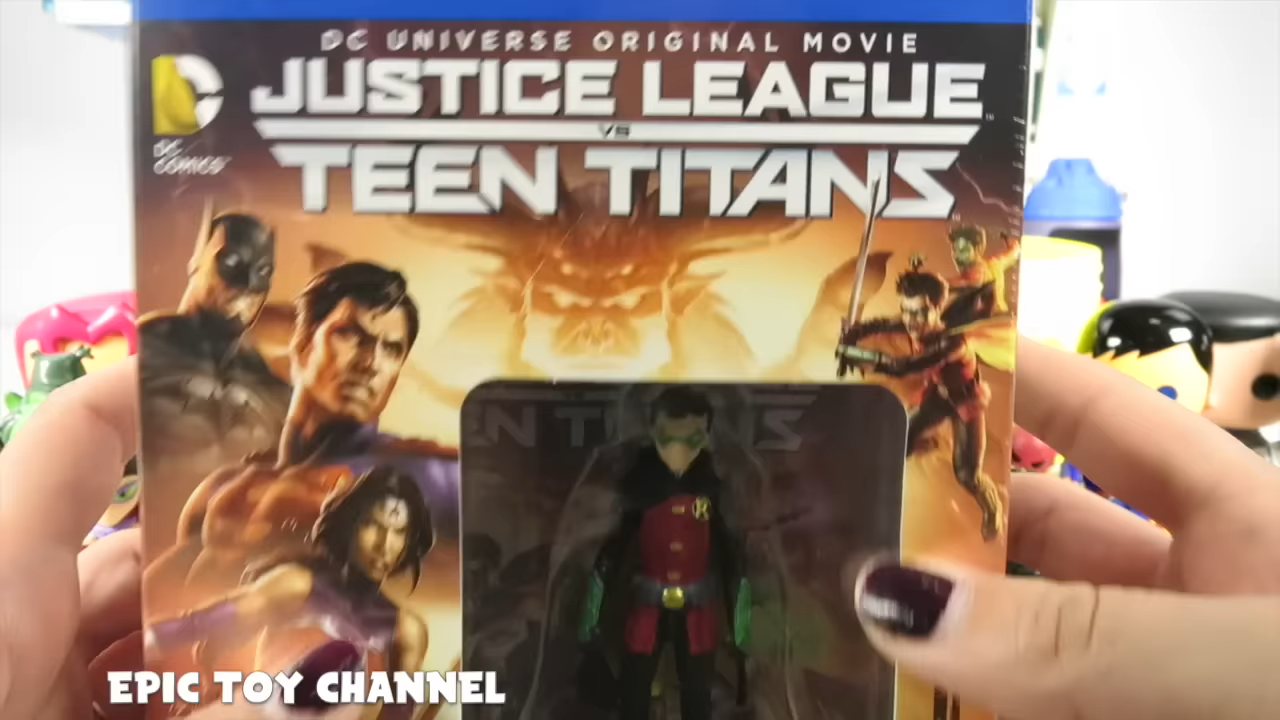 DC UNIVERSE ORIGINAL MOVIE
JUSTICE LEAGUE
VS
TEEN TITANS
DC
DC
COMICS
EN TITANS
R
EPIC TOY CHANNEL